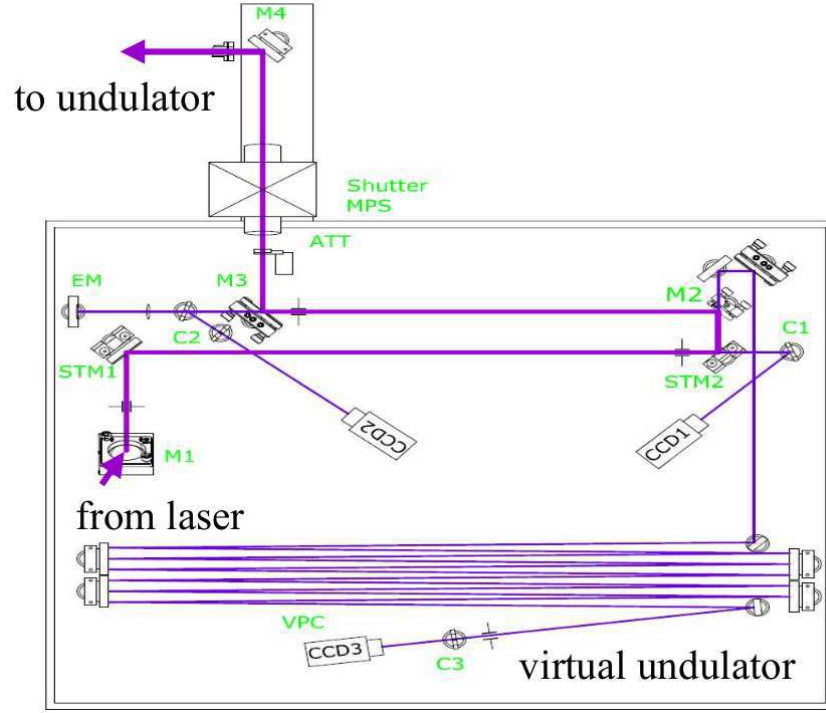 M4
to undulator
Shutter
MPS
ATT
EM
M3
M2
C2
C1
STM1
STM2
CCD2
CCD1
M1
from laser
VPC
CCD3
C3
virtual undulator